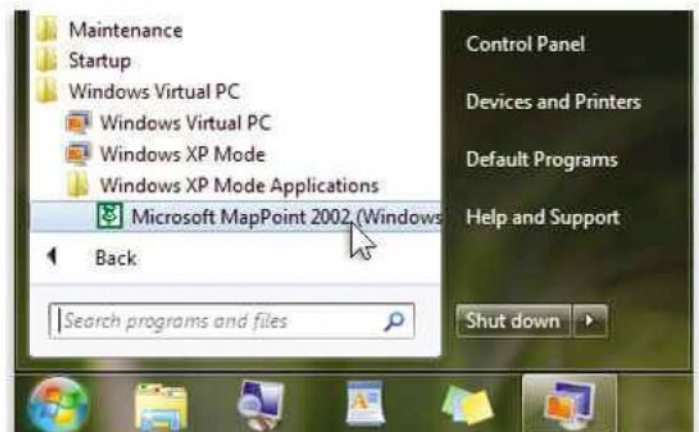 Maintenance
Startup
Windows Virtual PC
Windows Virtual PC
Windows XP Mode
Windows XP Mode Applications
Microsoft MapPoint 2002 (Windows
Back
Search programs and files
Control Panel
Devices and Printers
Default Programs
Help and Support
Shut down